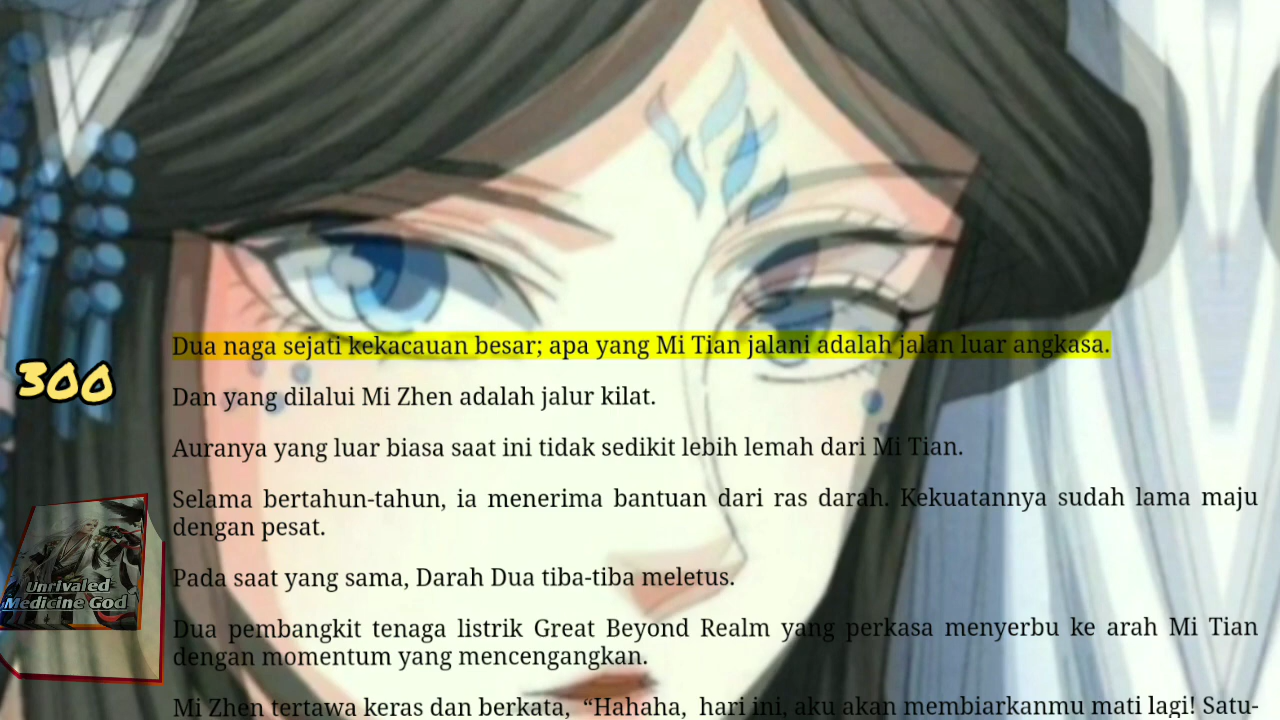 Dua naga sejati kekacauan besar; apa yang Mi Tian jalani adalah jalan luar angkasa.
300
Dan yang dilalui Mi Zhen adalah jalur kilat.
Auranya yang luar biasa saat ini tidak sedikit lebih lemah dari Mi Tian.
Selama bertahun-tahun, ia menerima bantuan dari ras darah. Kekuatannya sudah lama maju
dengan pesat.
Pada saat yang sama, Darah Dua tiba-tiba meletus.
Unrivaled
Medicine God
Dua pembangkit tenaga listrik Great Beyond Realm yang perkasa menyerbu ke arah Mi Tian
dengan momentum yang mencengangkan.
Mi Zhen tertawa keras dan berkata, “Hahaha, hari ini, aku akan membiarkanmu mati lagi! Satu-